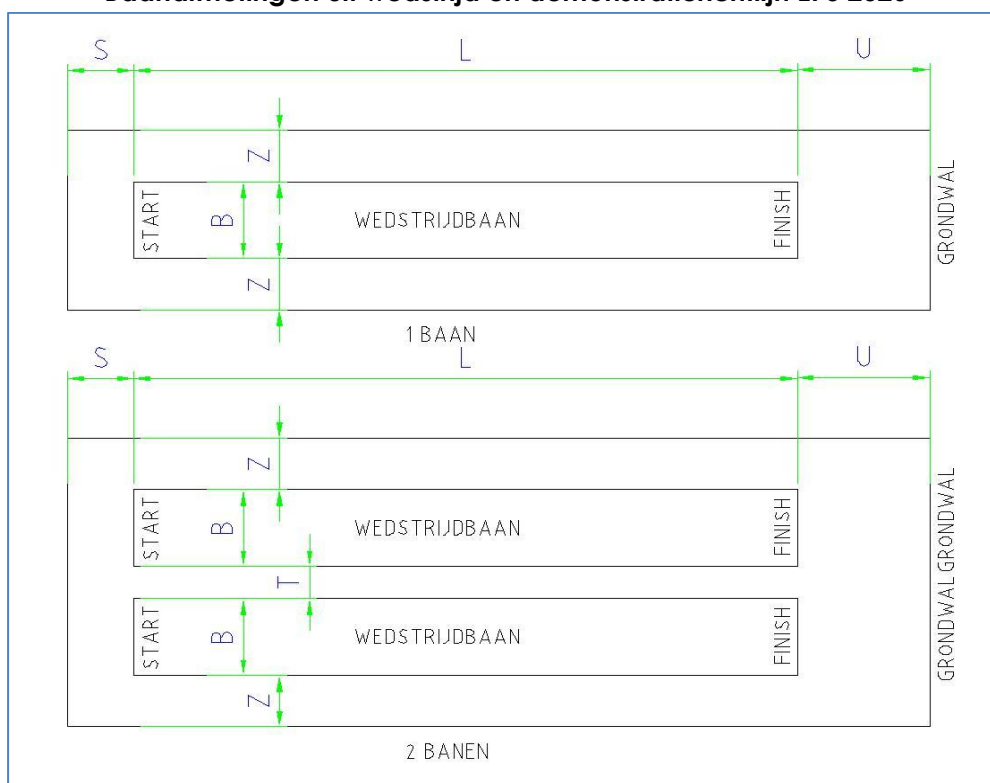 S L U
Z
START B WEDSTRIJDBAAN FINISH GRONDWAL
Z
1 BAAN
S L U
Z
START B WEDSTRIJDBAAN FINISH GRONDWAL
T
START B WEDSTRIJDBAAN FINISH GRONDWAL
Z
2 BANEN